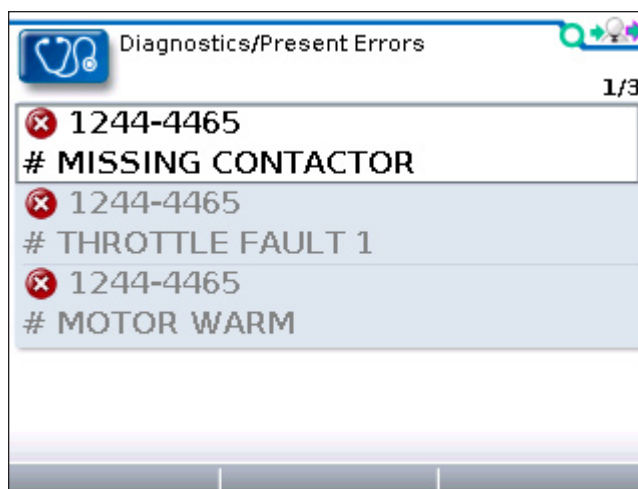 Diagnostics/Present Errors
1/3
1244-4465
# MISSING CONTACTOR
1244-4465
# THROTTLE FAULT 1
1244-4465
# MOTOR WARM